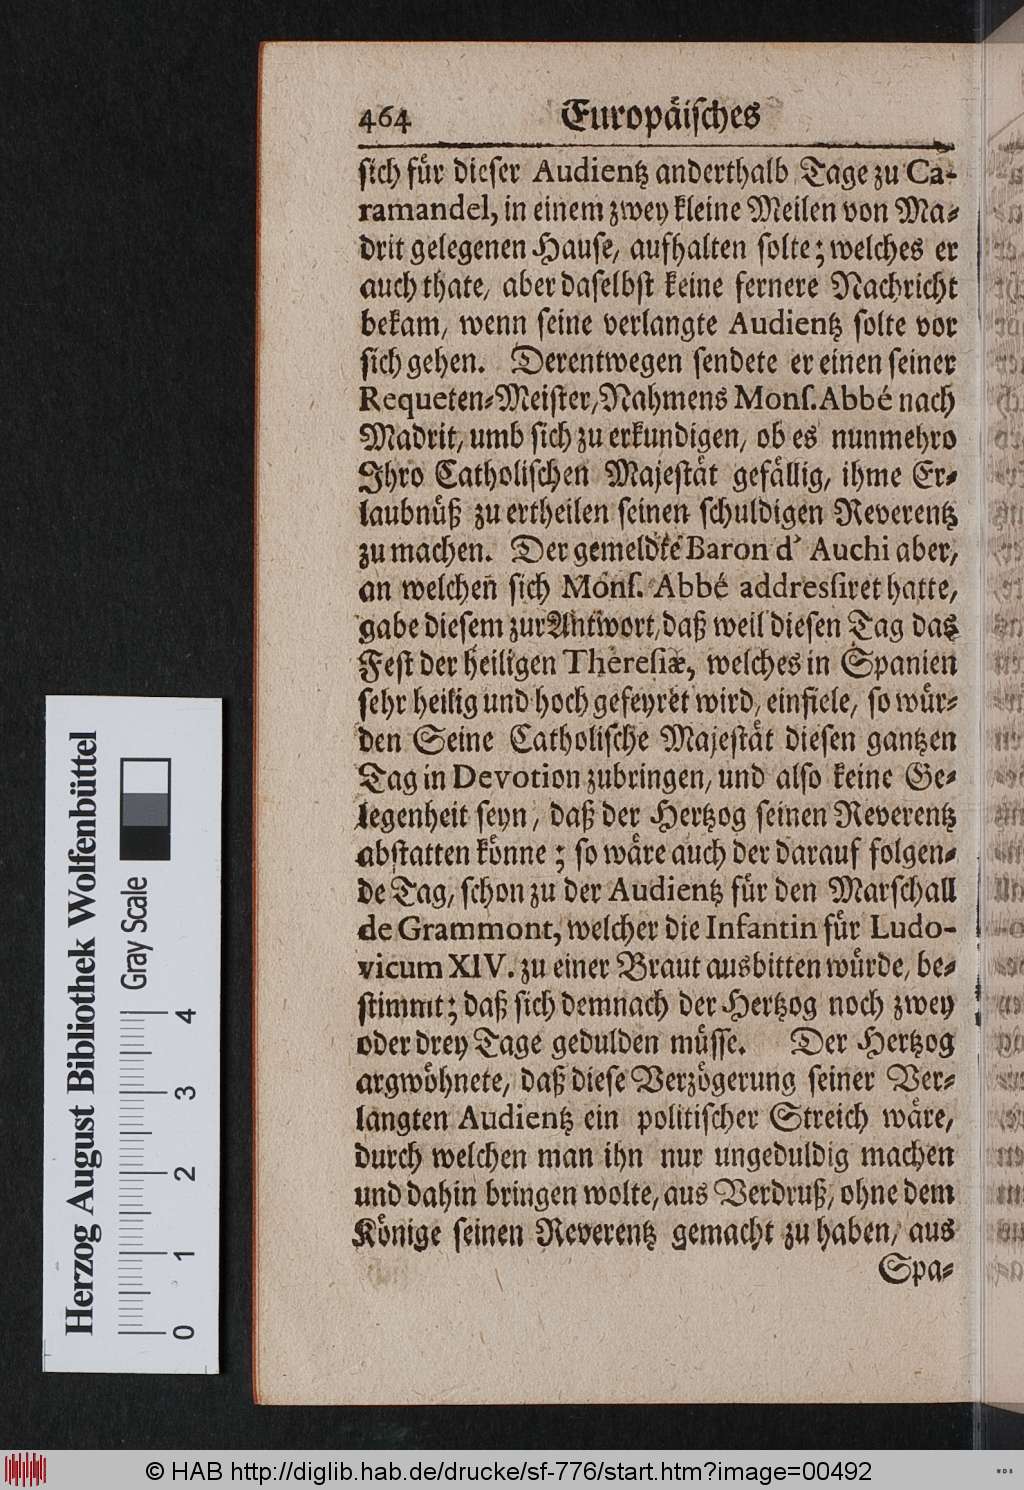 464 Europäisches
sich für dieser Audientz anderthalb Tage zu Ca-
ramandel, in einem zwey kleine Meilen von Ma-
drit gelegenen Hause, aufhalten solte; welches er
auch thate, aber daselbst keine fernere Nachricht
bekam, wenn seine verlangte Audientz solte vor
sich gehen. Derentwegen sendete er einen seiner
Requeten-Meister, Nahmens Mons. Abbé nach
Madrit, umb sich zu erkundigen, ob es nunmehro
Ihro Catholischen Majestät gefällig, ihme Er-
laubnüß zu ertheilen seinen schuldigen Reverentz
zu machen. Der gemeldte Baron d' Auchi aber,
an welchen sich Mons. Abbé addressiret hatte,
gabe diesem zur Antwort, daß weil diesen Tag das
Fest der heiligen Theresiæ, welches in Spanien
sehr heilig und hoch gefeyret wird, einfiele, so wür-
den Seine Catholische Majestät diesen gantzen
Tag in Devotion zubringen, und also keine Ge-
legenheit seyn, daß der Hertzog seinen Reverentz
abstatten könne; so wäre auch der darauf folgen-
de Tag, schon zu der Audientz für den Marschall
de Grammont, welcher die Infantin für Ludo-
vicum XIV. zu einer Braut ausbitten würde, be-
stimmt; daß sich demnach der Hertzog noch zwey
oder drey Tage gedulden müsse. Der Hertzog
argwöhnete, daß diese Verzögerung seiner Ver-
langten Audientz ein politischer Streich wäre,
durch welchen man ihn nur ungeduldig machen
und dahin bringen wolte, aus Verdruß, ohne dem
Könige seinen Reverentz gemacht zu haben, aus
Spa-
Herzog August Bibliothek Wolfenbüttel
Gray Scale
0 1 2 3 4
© HAB http://diglib.hab.de/drucke/sf-776/start.htm?image=00492